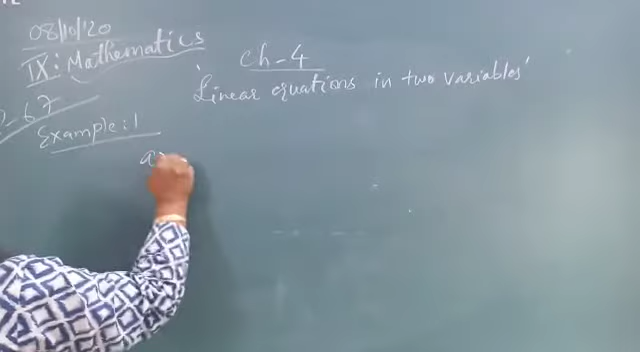 08/10/20
IX: Mathematics
Ch-4
'Linear equations in two variables'
Example: 1